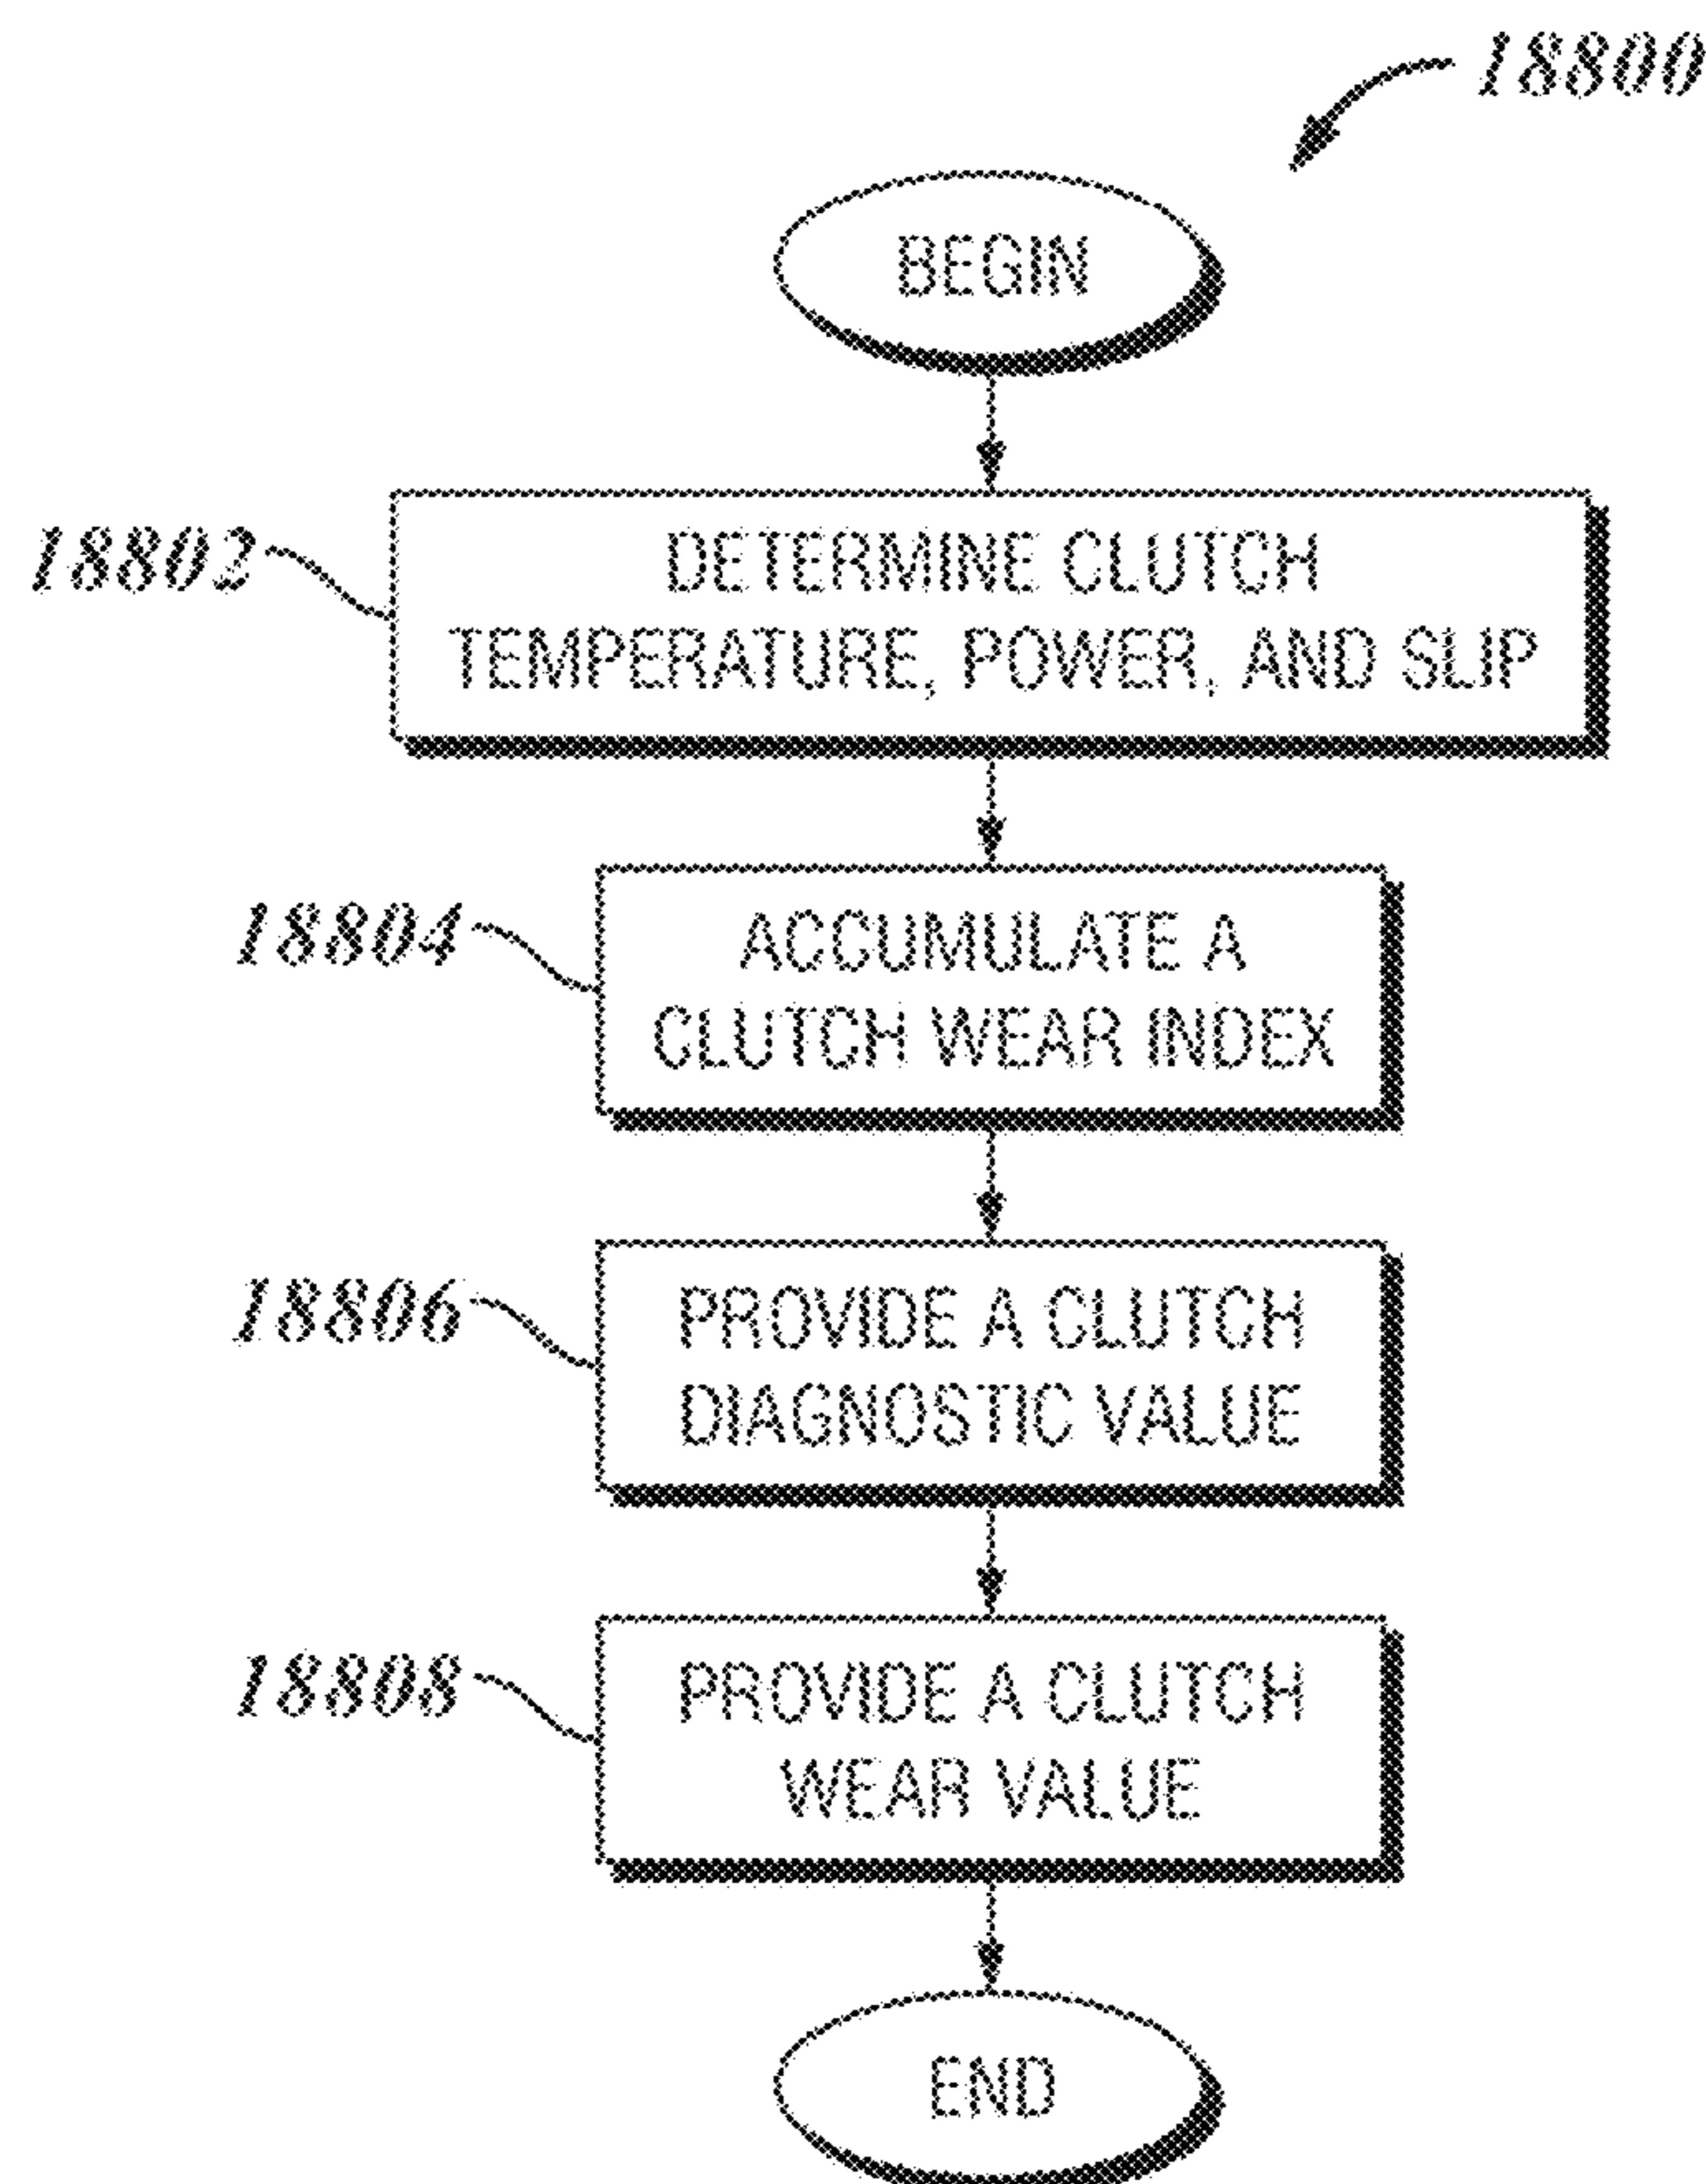 18800
BEGIN
18802
DETERMINE CLUTCH
TEMPERATURE, POWER, AND SLIP
18804
ACCUMULATE A
CLUTCH WEAR INDEX
18806
PROVIDE A CLUTCH
DIAGNOSTIC VALUE
18808
PROVIDE A CLUTCH
WEAR VALUE
END